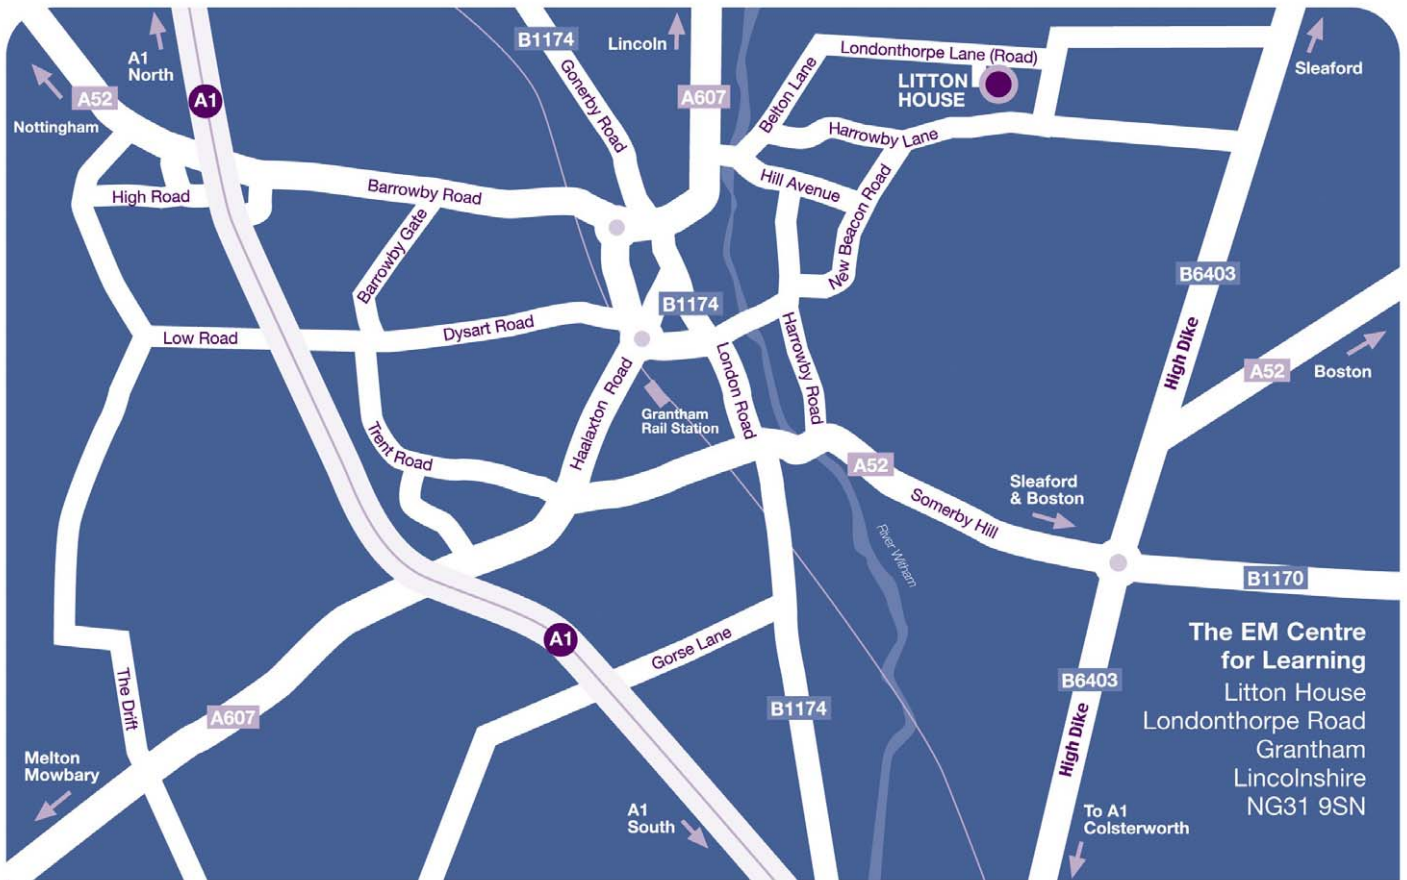 B1174
Lincoln
A1
North
A52
Nottingham
A1
Gonerby Road
A607
Belton Lane
Londonthorpe Lane (Road)
LITTON
HOUSE
Sleaford
Harrowby Lane
High Road
Barrowby Road
Hill Avenue
New Beacon Road
Barrowby Gate
B6403
B1174
Low Road
Dysart Road
High Dike
A52
Boston
Harrowby Road
London Road
Haalaxton Road
Grantham
Rail Station
Trent Road
A52
Sleaford
& Boston
Somerby Hill
River Witham
B1170
A1
Gorse Lane
The Drift
A607
B1174
B6403
High Dike
The EM Centre
for Learning
Litton House
Londonthorpe Road
Grantham
Lincolnshire
NG31 9SN
Melton
Mowbary
A1
South
To A1
Colsterworth